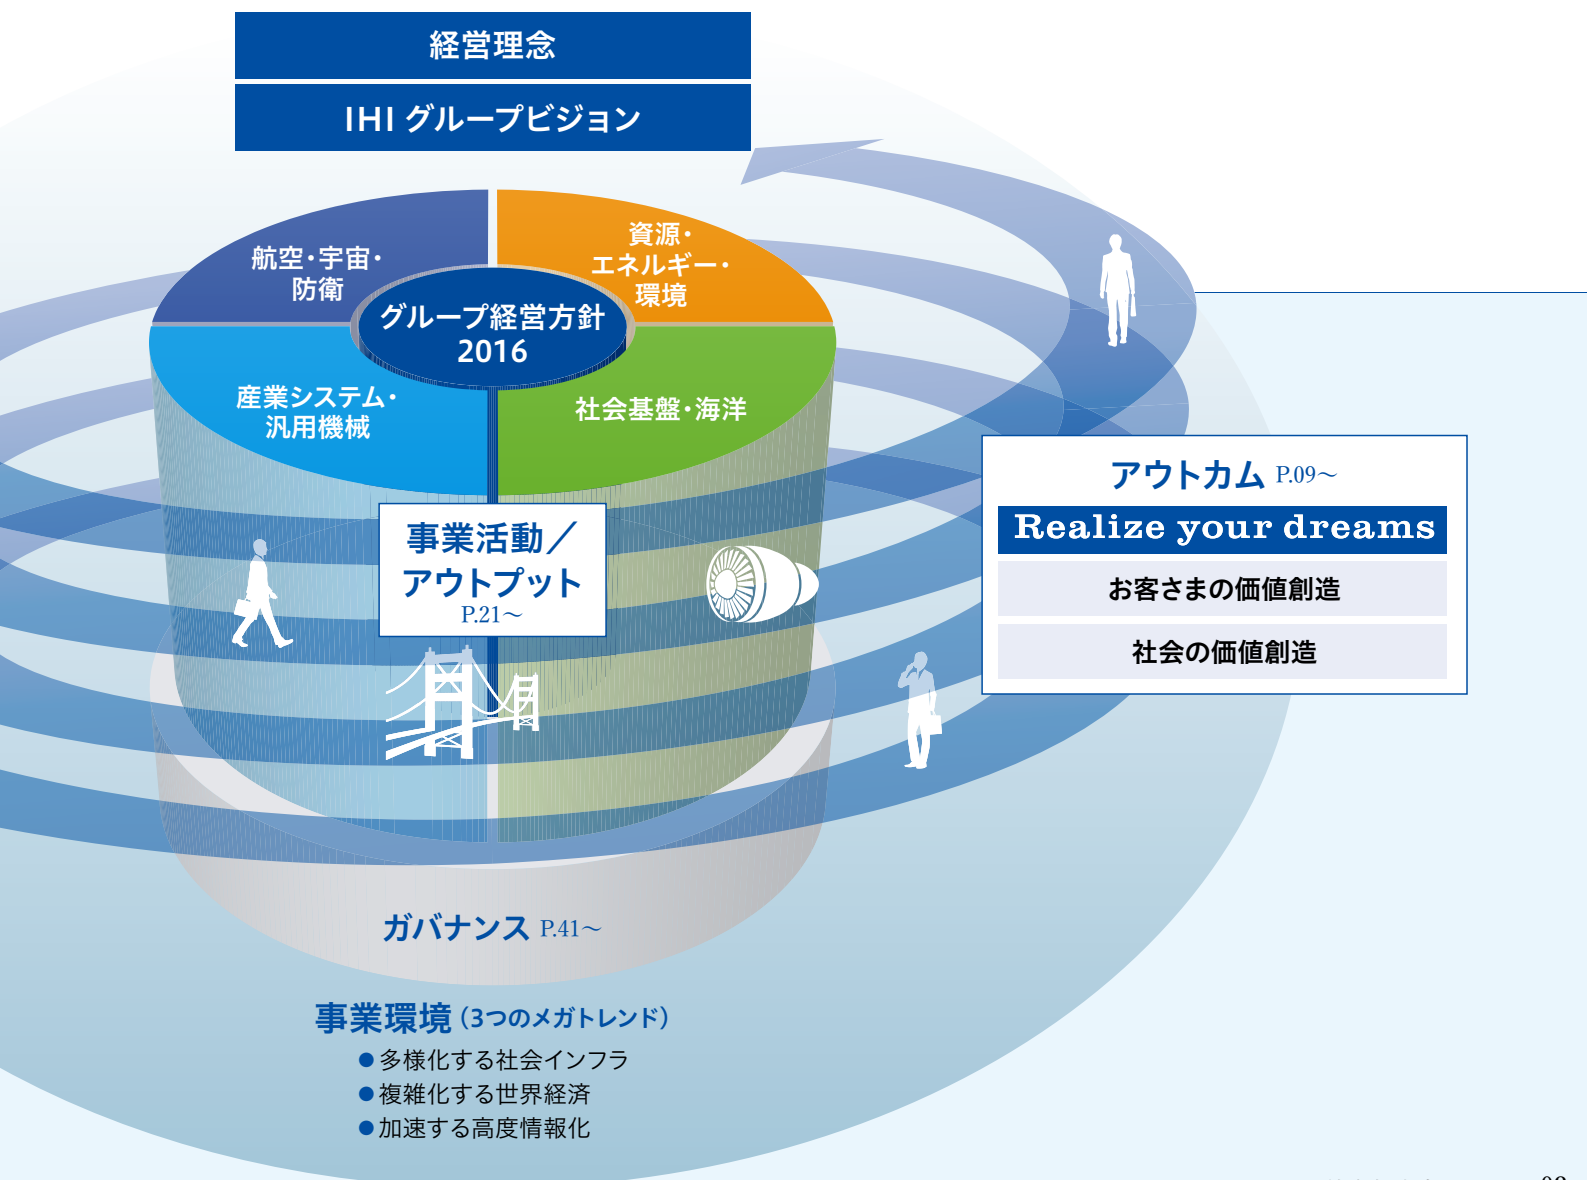 経営理念
IHI グループビジョン
航空・宇宙・
防衛
資源・
エネルギー・
環境
グループ経営方針
2016
産業システム・
汎用機械
社会基盤・海洋
事業活動／
アウトプット
P.21～
アウトカム P.09～
Realize your dreams
お客さまの価値創造
社会の価値創造
ガバナンス P.41～
事業環境（3つのメガトレンド）
●多様化する社会インフラ
●複雑化する世界経済
●加速する高度情報化